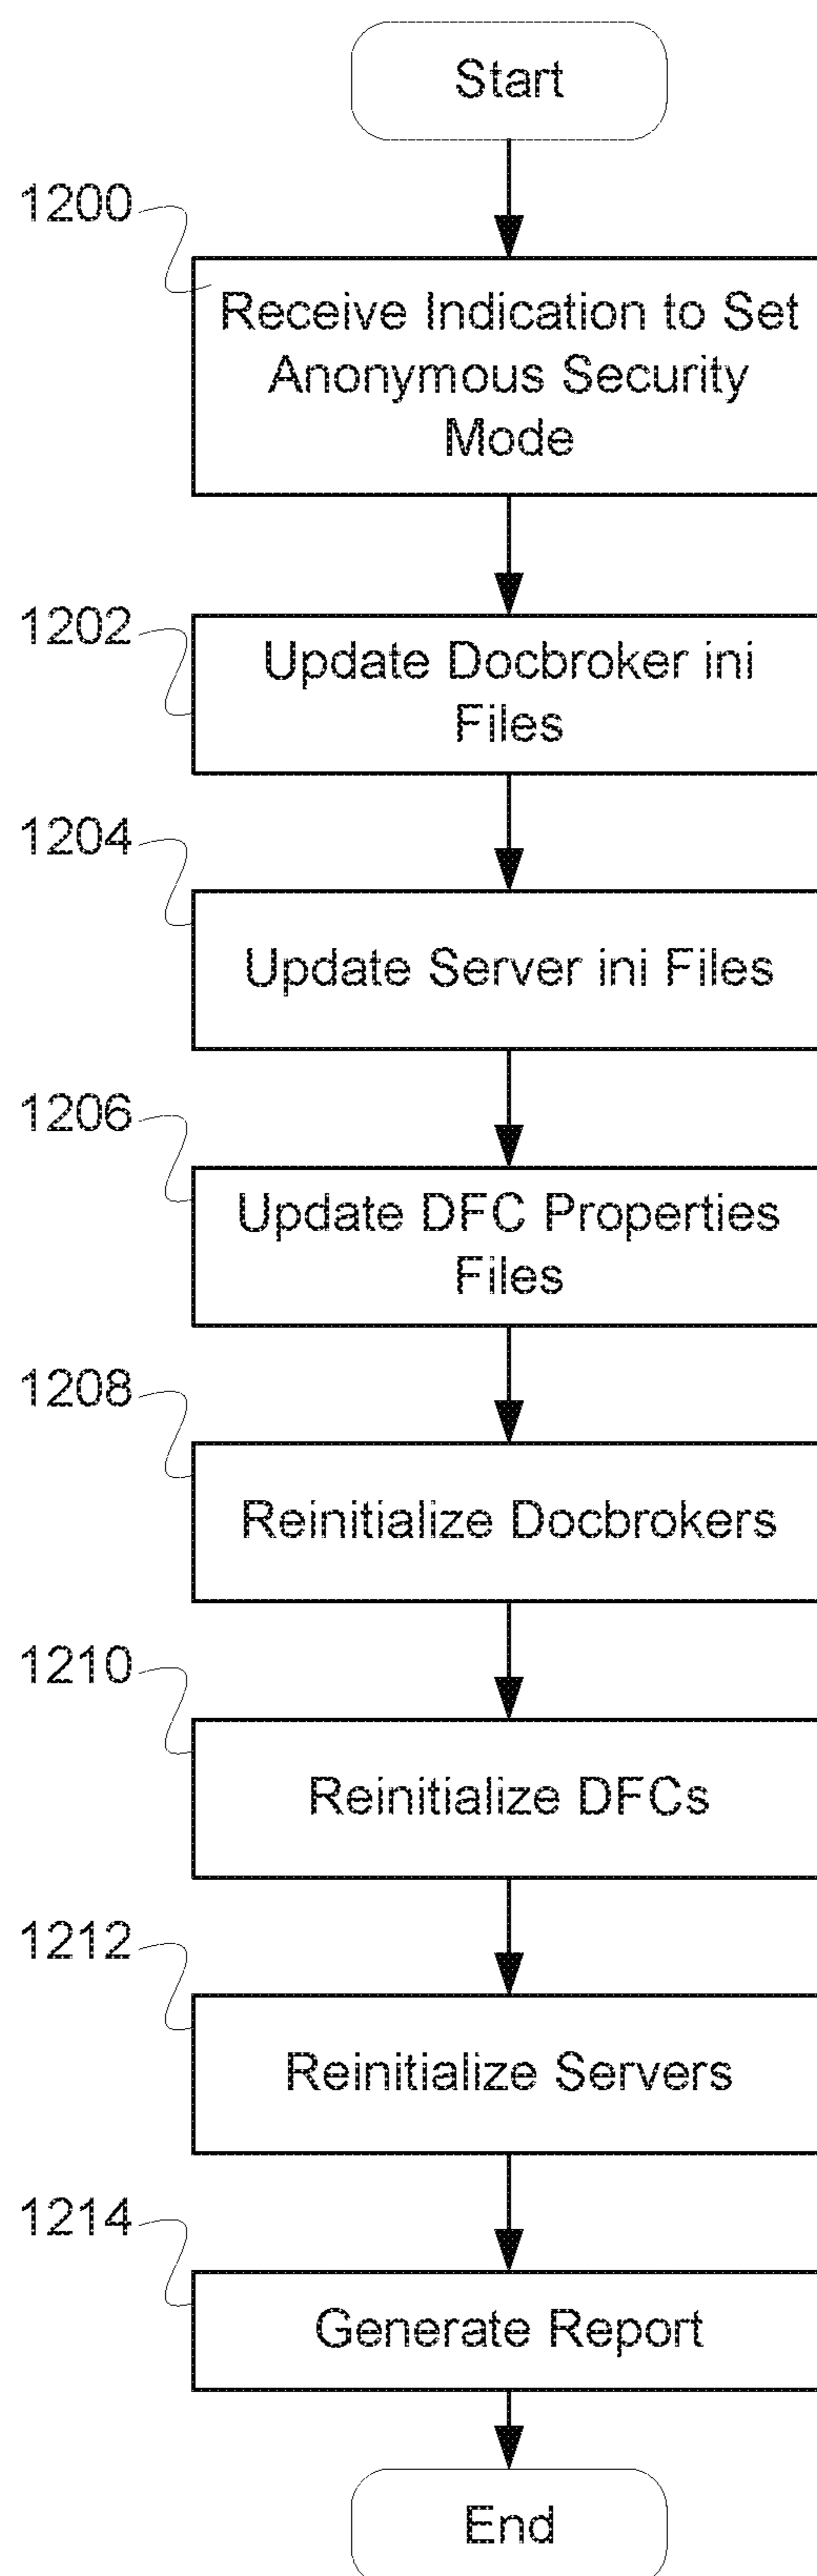 Start
1200
Receive Indication to Set
Anonymous Security
Mode
1202
Update Docbroker ini
Files
1204
Update Server ini Files
1206
Update DFC Properties
Files
1208
Reinitialize Docbrokers
1210
Reinitialize DFCs
1212
Reinitialize Servers
1214
Generate Report
End